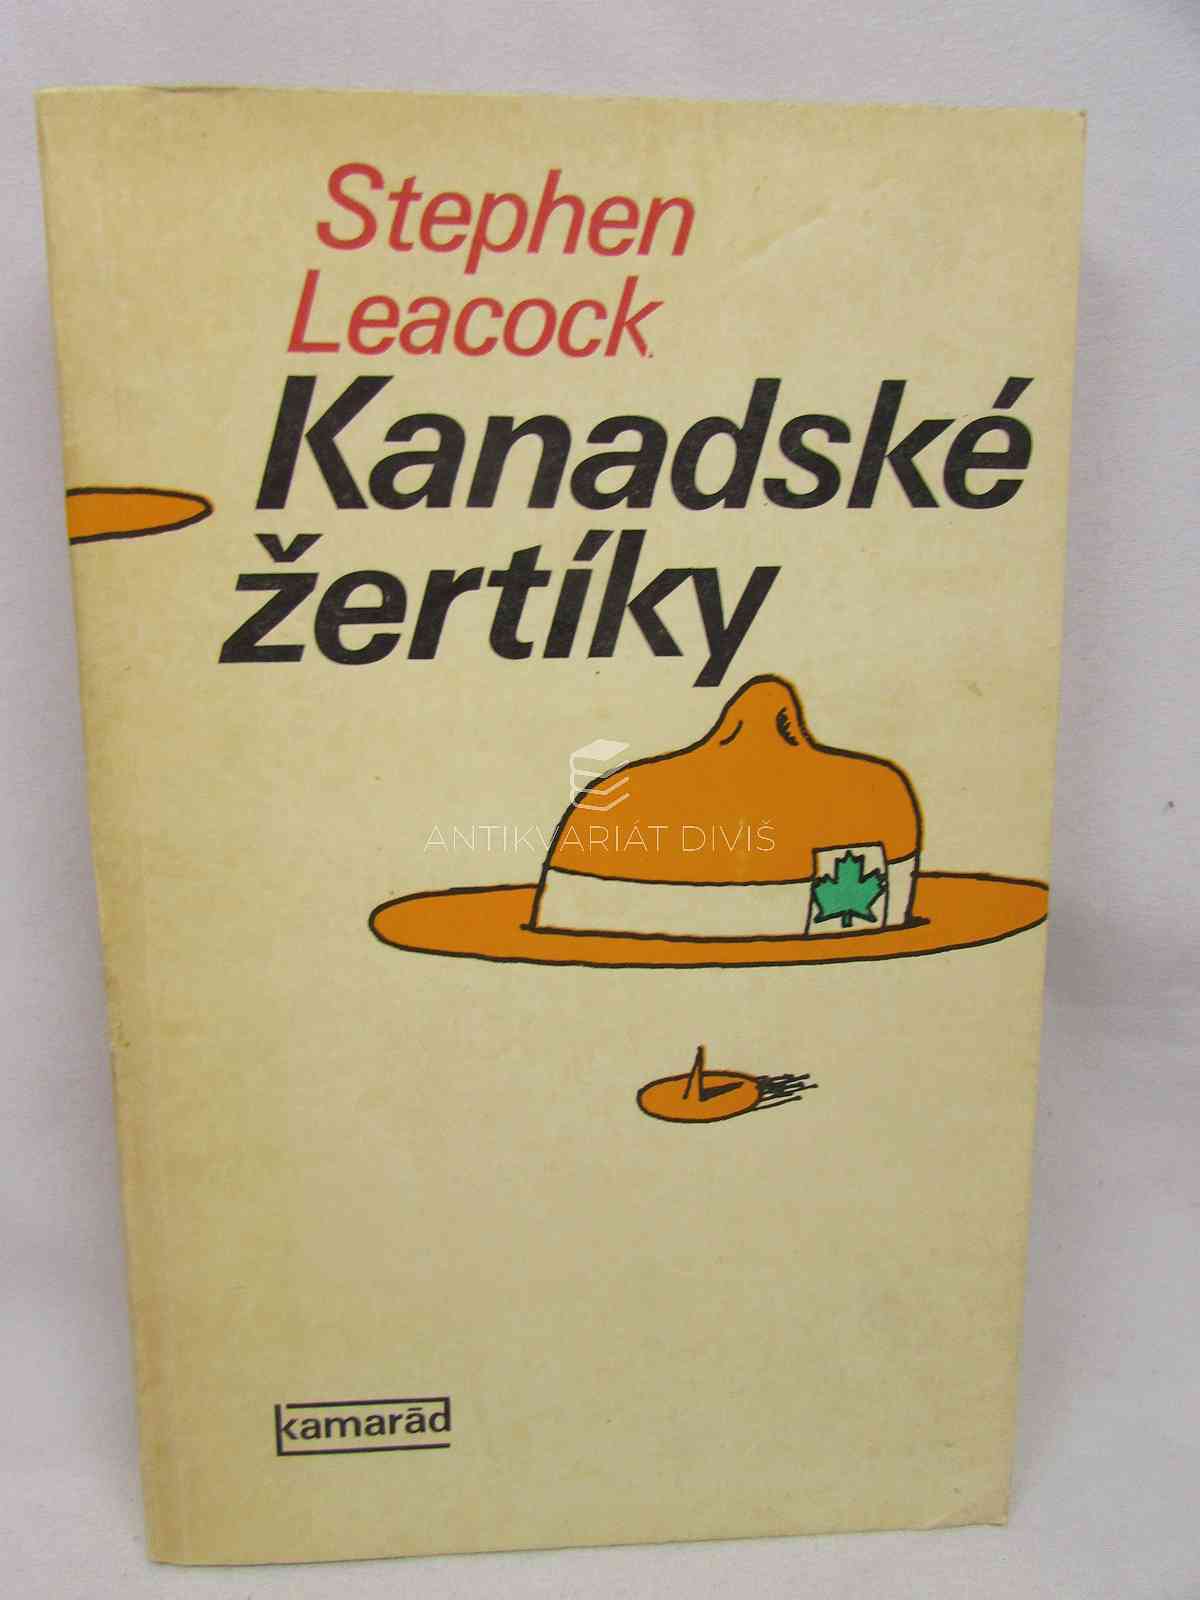 Stephen
Leacock
Kanadské
žertíky
ANTIKVARIÁT DIVIŠ
kamarád